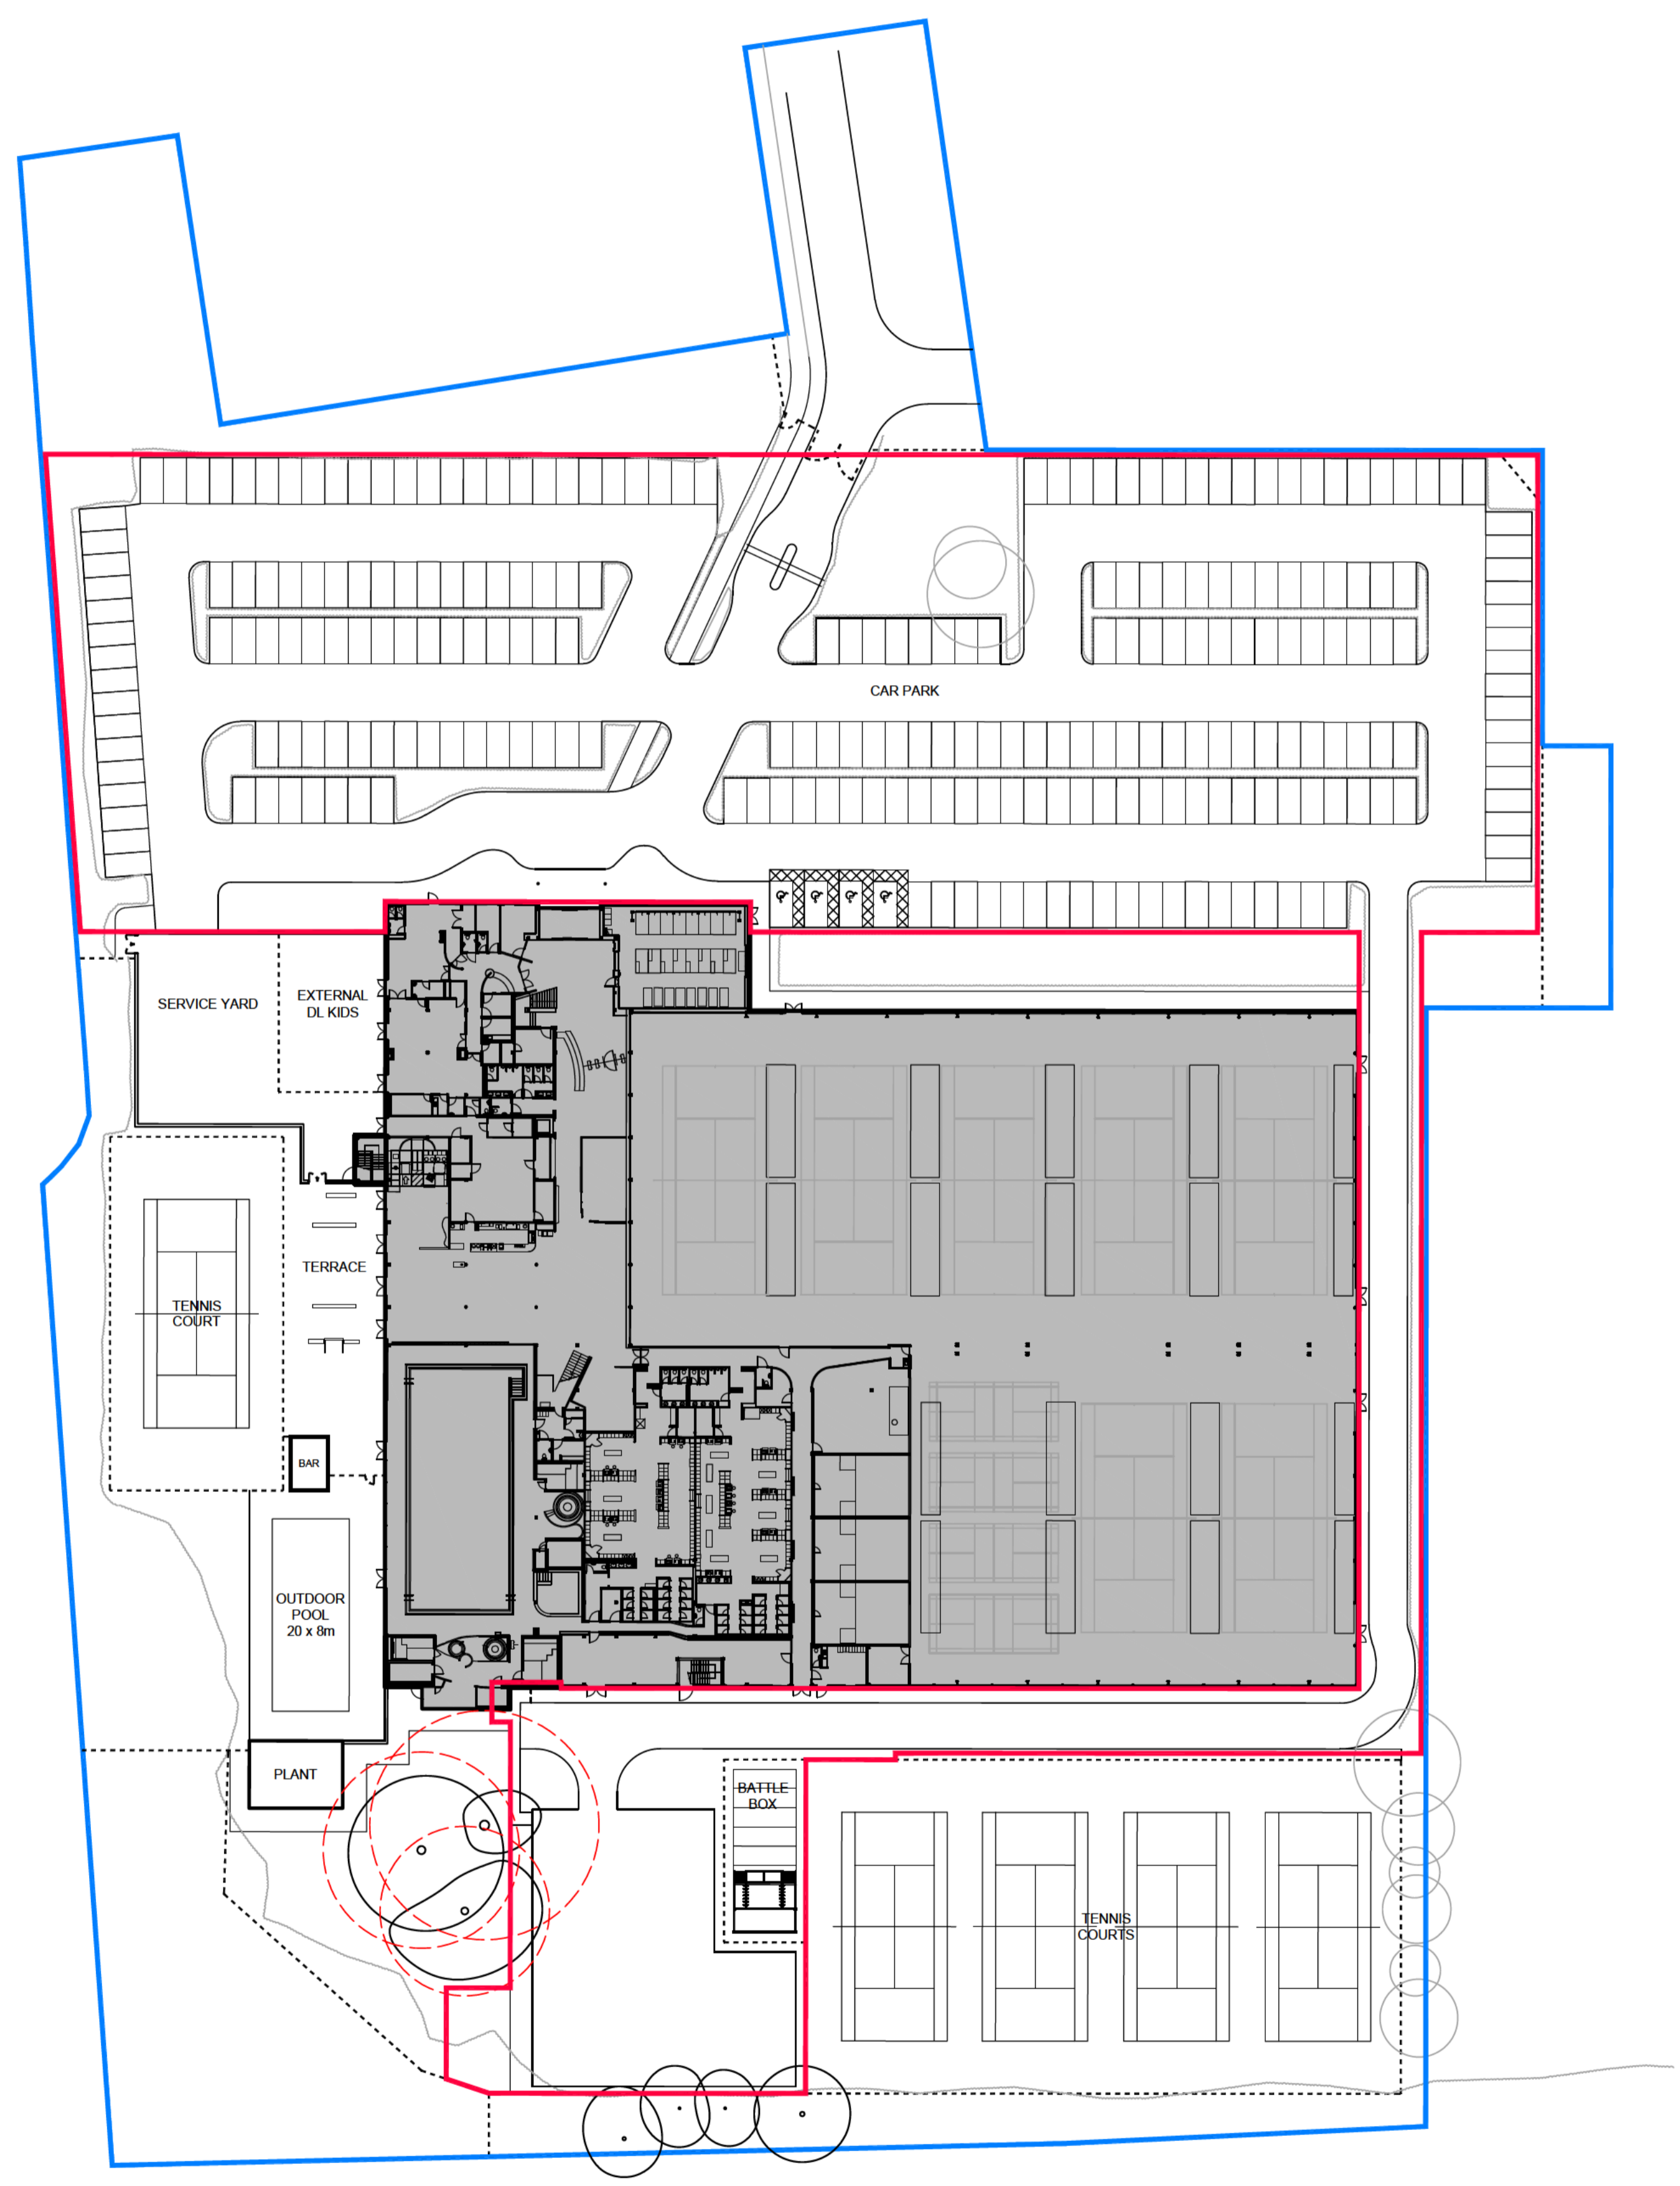 CAR PARK
SERVICE YARD
EXTERNAL
DL KIDS
TERRACE
TENNIS
COURT
BAR
OUTDOOR
POOL
20 x 8m
PLANT
BATTLE
BOX
TENNIS
COURTS